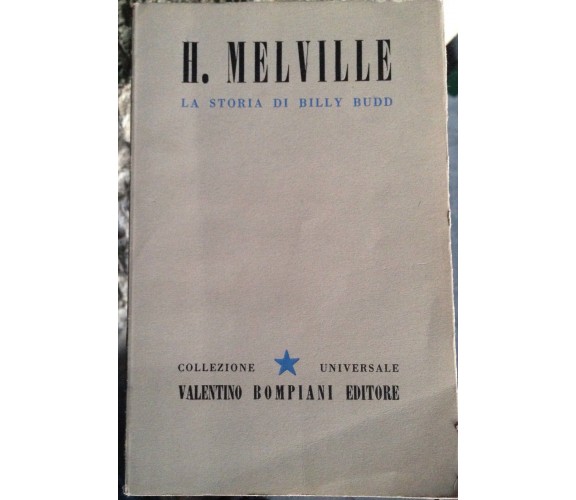 H. MELVILLE
LA STORIA DI BILLY BUDD
COLLEZIONE UNIVERSALE
VALENTINO BOMPIANI EDITORE